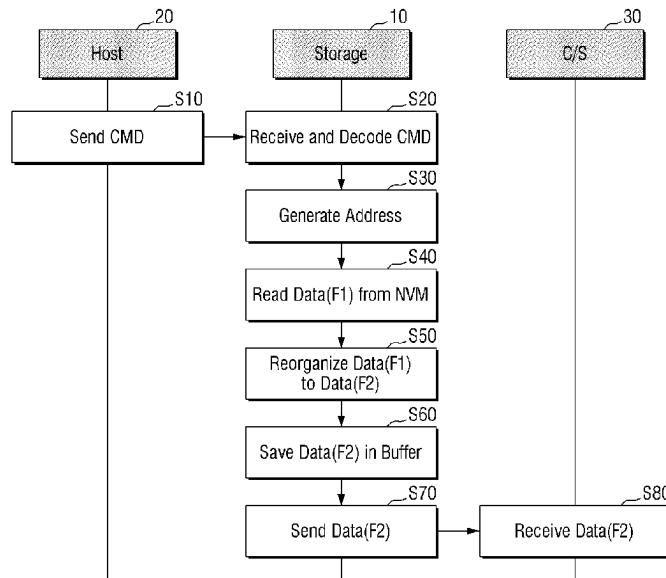 20
10
30
Host
Storage
C/S
S10
S20
Send CMD
Receive and Decode CMD
S30
Generate Address
S40
Read Data(F1) from NVM
S50
Reorganize Data(F1)
to Data(F2)
S60
Save Data(F2) in Buffer
S70
S80
Send Data(F2)
Receive Data(F2)